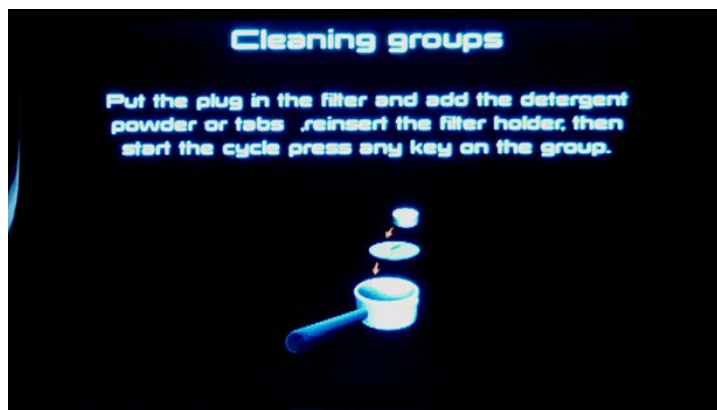 Cleaning groups
Put the plug in the filter and add the detergent
powder or tabs ,reinsert the filter holder, then
start the cycle press any key on the group.